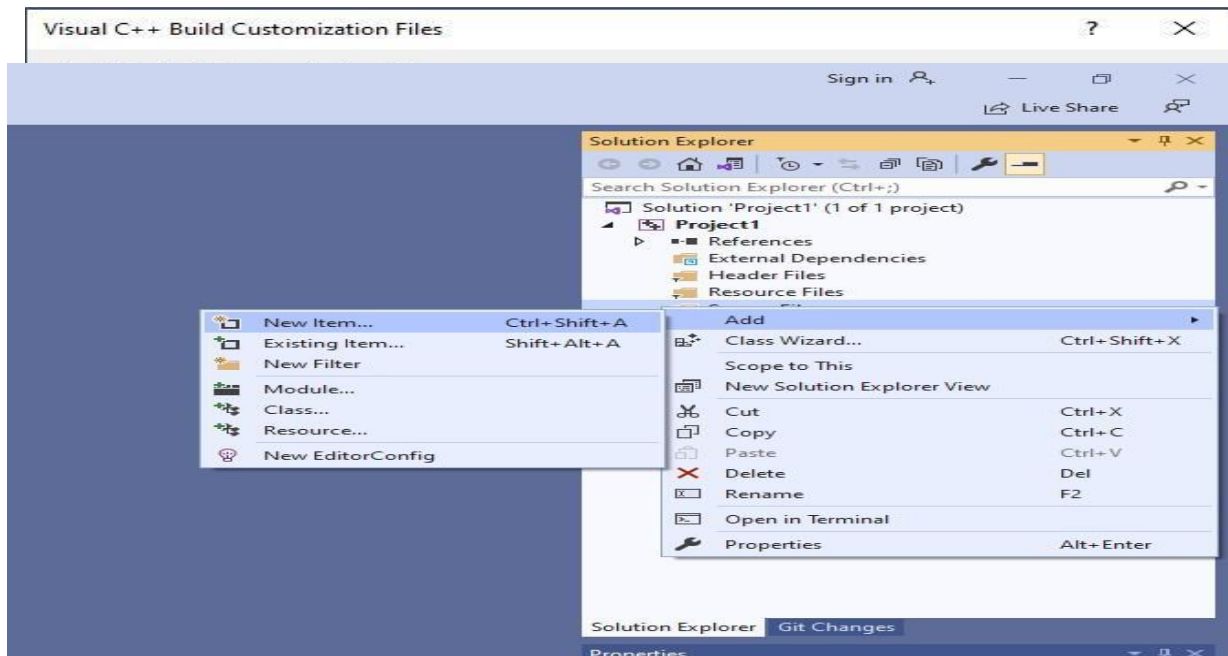 Visual C++ Build Customization Files
?
Sign in
Live Share
Solution Explorer
Search Solution Explorer (Ctrl+;)
Solution 'Project1' (1 of 1 project)
Project1
References
External Dependencies
Header Files
Resource Files
New Item... Ctrl+Shift+A
Existing Item... Shift+Alt+A
New Filter
Module...
Class...
Resource...
New EditorConfig
Add
Class Wizard... Ctrl+Shift+X
Scope to This
New Solution Explorer View
Cut Ctrl+X
Copy Ctrl+C
Paste Ctrl+V
Delete Del
Rename F2
Open in Terminal
Properties Alt+Enter
Solution Explorer Git Changes
Properties